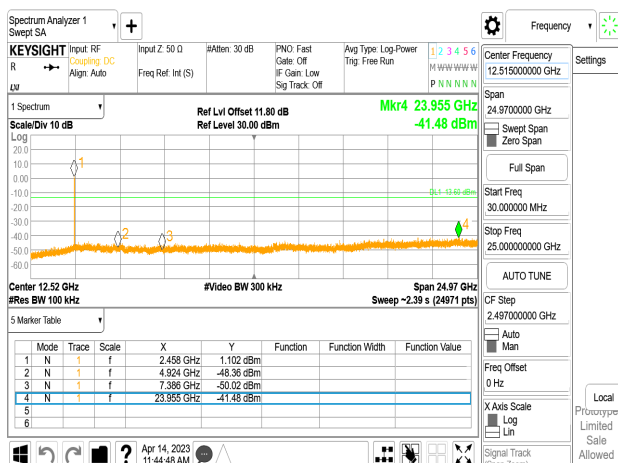 Spectrum Analyzer 1
Swept SA
Frequency
KEYSIGHT
R
Input: RF
Coupling: DC
Align: Auto
Input Z: 50 Ω
Freq Ref: Int (S)
#Atten: 30 dB
PNO: Fast
Gate: Off
IF Gain: Low
Sig Track: Off
Avg Type: Log-Power
Trig: Free Run
1 2 3 4 5 6
M W W W W W
P N N N N N
1 Spectrum
Scale/Div 10 dB
Ref Lvl Offset 11.80 dB
Ref Level 30.00 dBm
Mkr4 23.955 GHz
-41.48 dBm
Log
20.0
10.0
0.00
-10.0
-20.0
-30.0
-40.0
-50.0
-60.0
1
2
3
4
Center 12.52 GHz
#Res BW 100 kHz
#Video BW 300 kHz
Span 24.97 GHz
Sweep ~2.39 s (24971 pts)
5 Marker Table
Mode Trace Scale X Y Function Function Width Function Value
1 N 1 f 2.458 GHz 1.102 dBm
2 N 1 f 4.924 GHz -48.36 dBm
3 N 1 f 7.386 GHz -50.02 dBm
4 N 1 f 23.955 GHz -41.48 dBm
5
6
Apr 14, 2023
11:44:48 AM
Center Frequency
12.515000000 GHz
Settings
Span
24.9700000 GHz
Swept Span
Zero Span
Full Span
Start Freq
30.000000 MHz
Stop Freq
25.000000000 GHz
AUTO TUNE
CF Step
2.497000000 GHz
Auto
Man
Freq Offset
0 Hz
X Axis Scale
Log
Lin
Signal Track
Local
Prototype
Limited
Sale
Allowed